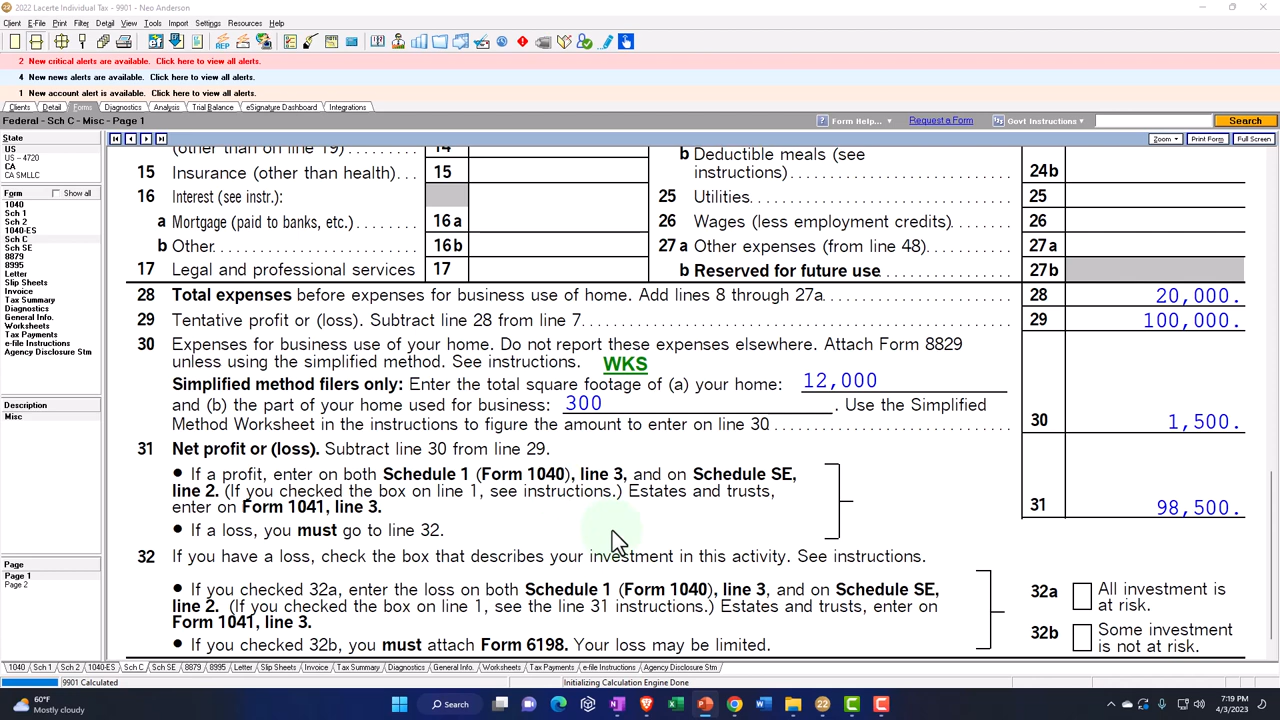 22 2022 Lacerte Individual Tax - 9901 - Neo Anderson
Client E-File Print Filter Detail View Tools Import Settings Resources Help
2 New critical alerts are available. Click here to view all alerts.
4 New news alerts are available. Click here to view all alerts.
1 New account alert is available. Click here to view all alerts.
Clients Detail Forms Diagnostics Analysis Trial Balance eSignature Dashboard Integrations
Federal - Sch C - Misc - Page 1 Form Help... Request a Form Govt Instructions Search
Zoom Print Form Full Screen
State
US
US - 4720
CA
CA SMLLC
Form Show all
1040
Sch 1
Sch 2
1040-ES
Sch C
Sch SE
8879
8995
Letter
Slip Sheets
Invoice
Tax Summary
Diagnostics
General Info.
Worksheets
Tax Payments
e-file Instructions
Agency Disclosure Stm
Description
Misc
Page
Page 1
Page 2
(other than on line 19) 14
15 Insurance (other than health) 15
16 Interest (see instr.):
a Mortgage (paid to banks, etc.) 16a
b Other 16b
17 Legal and professional services 17
b Deductible meals (see
instructions) 24b
25 Utilities 25
26 Wages (less employment credits) 26
27a Other expenses (from line 48) 27a
b Reserved for future use 27b
28 Total expenses before expenses for business use of home. Add lines 8 through 27a 28 20,000.
29 Tentative profit or (loss). Subtract line 28 from line 7 29 100,000.
30 Expenses for business use of your home. Do not report these expenses elsewhere. Attach Form 8829
unless using the simplified method. See instructions. WKS
Simplified method filers only: Enter the total square footage of (a) your home: 12,000
and (b) the part of your home used for business: 300 . Use the Simplified
Method Worksheet in the instructions to figure the amount to enter on line 30 30 1,500.
31 Net profit or (loss). Subtract line 30 from line 29.
• If a profit, enter on both Schedule 1 (Form 1040), line 3, and on Schedule SE,
line 2. (If you checked the box on line 1, see instructions.) Estates and trusts,
enter on Form 1041, line 3. 31 98,500.
• If a loss, you must go to line 32.
32 If you have a loss, check the box that describes your investment in this activity. See instructions.
• If you checked 32a, enter the loss on both Schedule 1 (Form 1040), line 3, and on Schedule SE,
line 2. (If you checked the box on line 1, see the line 31 instructions.) Estates and trusts, enter on
Form 1041, line 3.
• If you checked 32b, you must attach Form 6198. Your loss may be limited.
32a All investment is
at risk.
32b Some investment
is not at risk.
1040 Sch 1 Sch 2 1040-ES Sch C Sch SE 8879 8995 Letter Slip Sheets Invoice Tax Summary Diagnostics General Info. Worksheets Tax Payments e-file Instructions Agency Disclosure Stm
9901 Calculated Initializing Calculation Engine Done
60°F
Mostly cloudy
Search
7:19 PM
4/3/2023